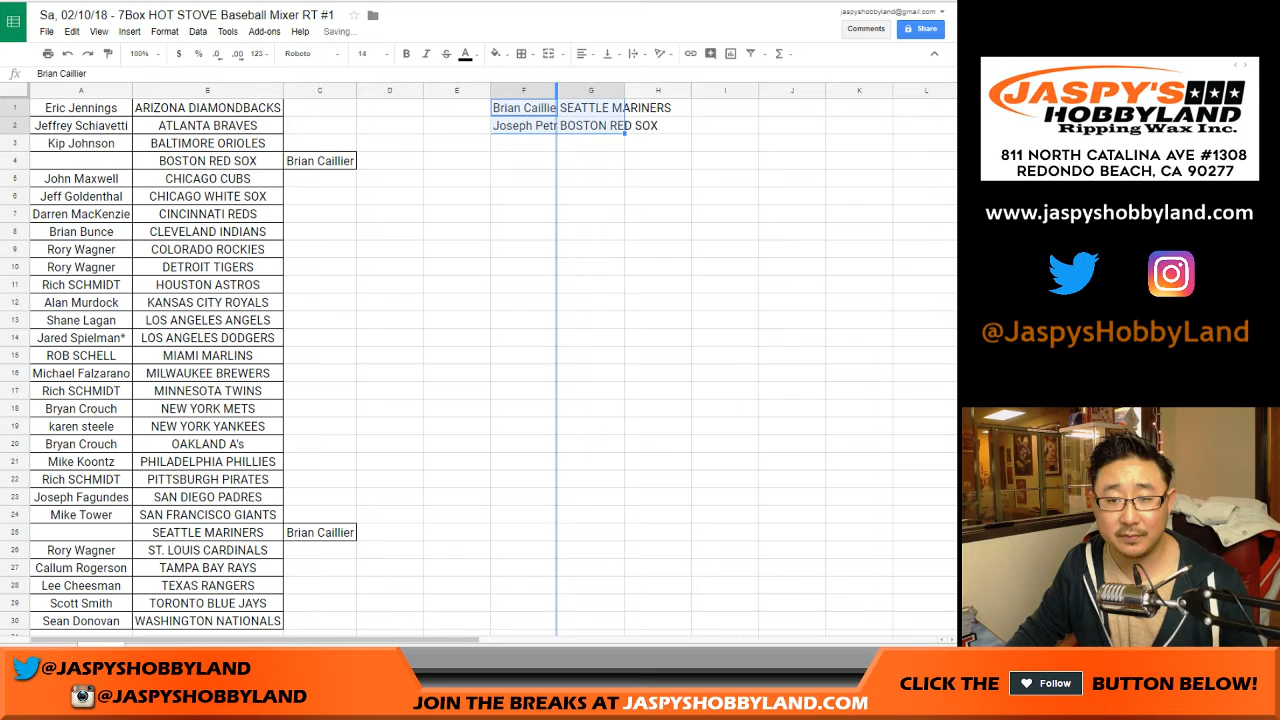 Sa, 02/10/18 - 7Box HOT STOVE Baseball Mixer RT #1
jaspyshobbyland@gmail.com
File Edit View Insert Format Data Tools Add-ons Help Saving...
Comments
Share
100% $ % .0 .00 123 Roboto 14 B I S A
fx Brian Caillier
A B C D E F G H I J K L
1 Eric Jennings ARIZONA DIAMONDBACKS Brian Caillie SEATTLE MARINERS
2 Jeffrey Schiavetti ATLANTA BRAVES Joseph Petr BOSTON RED SOX
3 Kip Johnson BALTIMORE ORIOLES
4 BOSTON RED SOX Brian Caillier
5 John Maxwell CHICAGO CUBS
6 Jeff Goldenthal CHICAGO WHITE SOX
7 Darren MacKenzie CINCINNATI REDS
8 Brian Bunce CLEVELAND INDIANS
9 Rory Wagner COLORADO ROCKIES
10 Rory Wagner DETROIT TIGERS
11 Rich SCHMIDT HOUSTON ASTROS
12 Alan Murdock KANSAS CITY ROYALS
13 Shane Lagan LOS ANGELES ANGELS
14 Jared Spielman* LOS ANGELES DODGERS
15 ROB SCHELL MIAMI MARLINS
16 Michael Falzarano MILWAUKEE BREWERS
17 Rich SCHMIDT MINNESOTA TWINS
18 Bryan Crouch NEW YORK METS
19 karen steele NEW YORK YANKEES
20 Bryan Crouch OAKLAND A's
21 Mike Koontz PHILADELPHIA PHILLIES
22 Rich SCHMIDT PITTSBURGH PIRATES
23 Joseph Fagundes SAN DIEGO PADRES
24 Mike Tower SAN FRANCISCO GIANTS
25 SEATTLE MARINERS Brian Caillier
26 Rory Wagner ST. LOUIS CARDINALS
27 Callum Rogerson TAMPA BAY RAYS
28 Lee Cheesman TEXAS RANGERS
29 Scott Smith TORONTO BLUE JAYS
30 Sean Donovan WASHINGTON NATIONALS
JASPY'S
HOBBYLAND
Ripping Wax Inc.
811 NORTH CATALINA AVE #1308
REDONDO BEACH, CA 90277
www.jaspyshobbyland.com
@JaspysHobbyLand
@JASPYSHOBBYLAND
@JASPYSHOBBYLAND
JOIN THE BREAKS AT JASPYSHOBBYLAND.COM
CLICK THE Follow BUTTON BELOW!